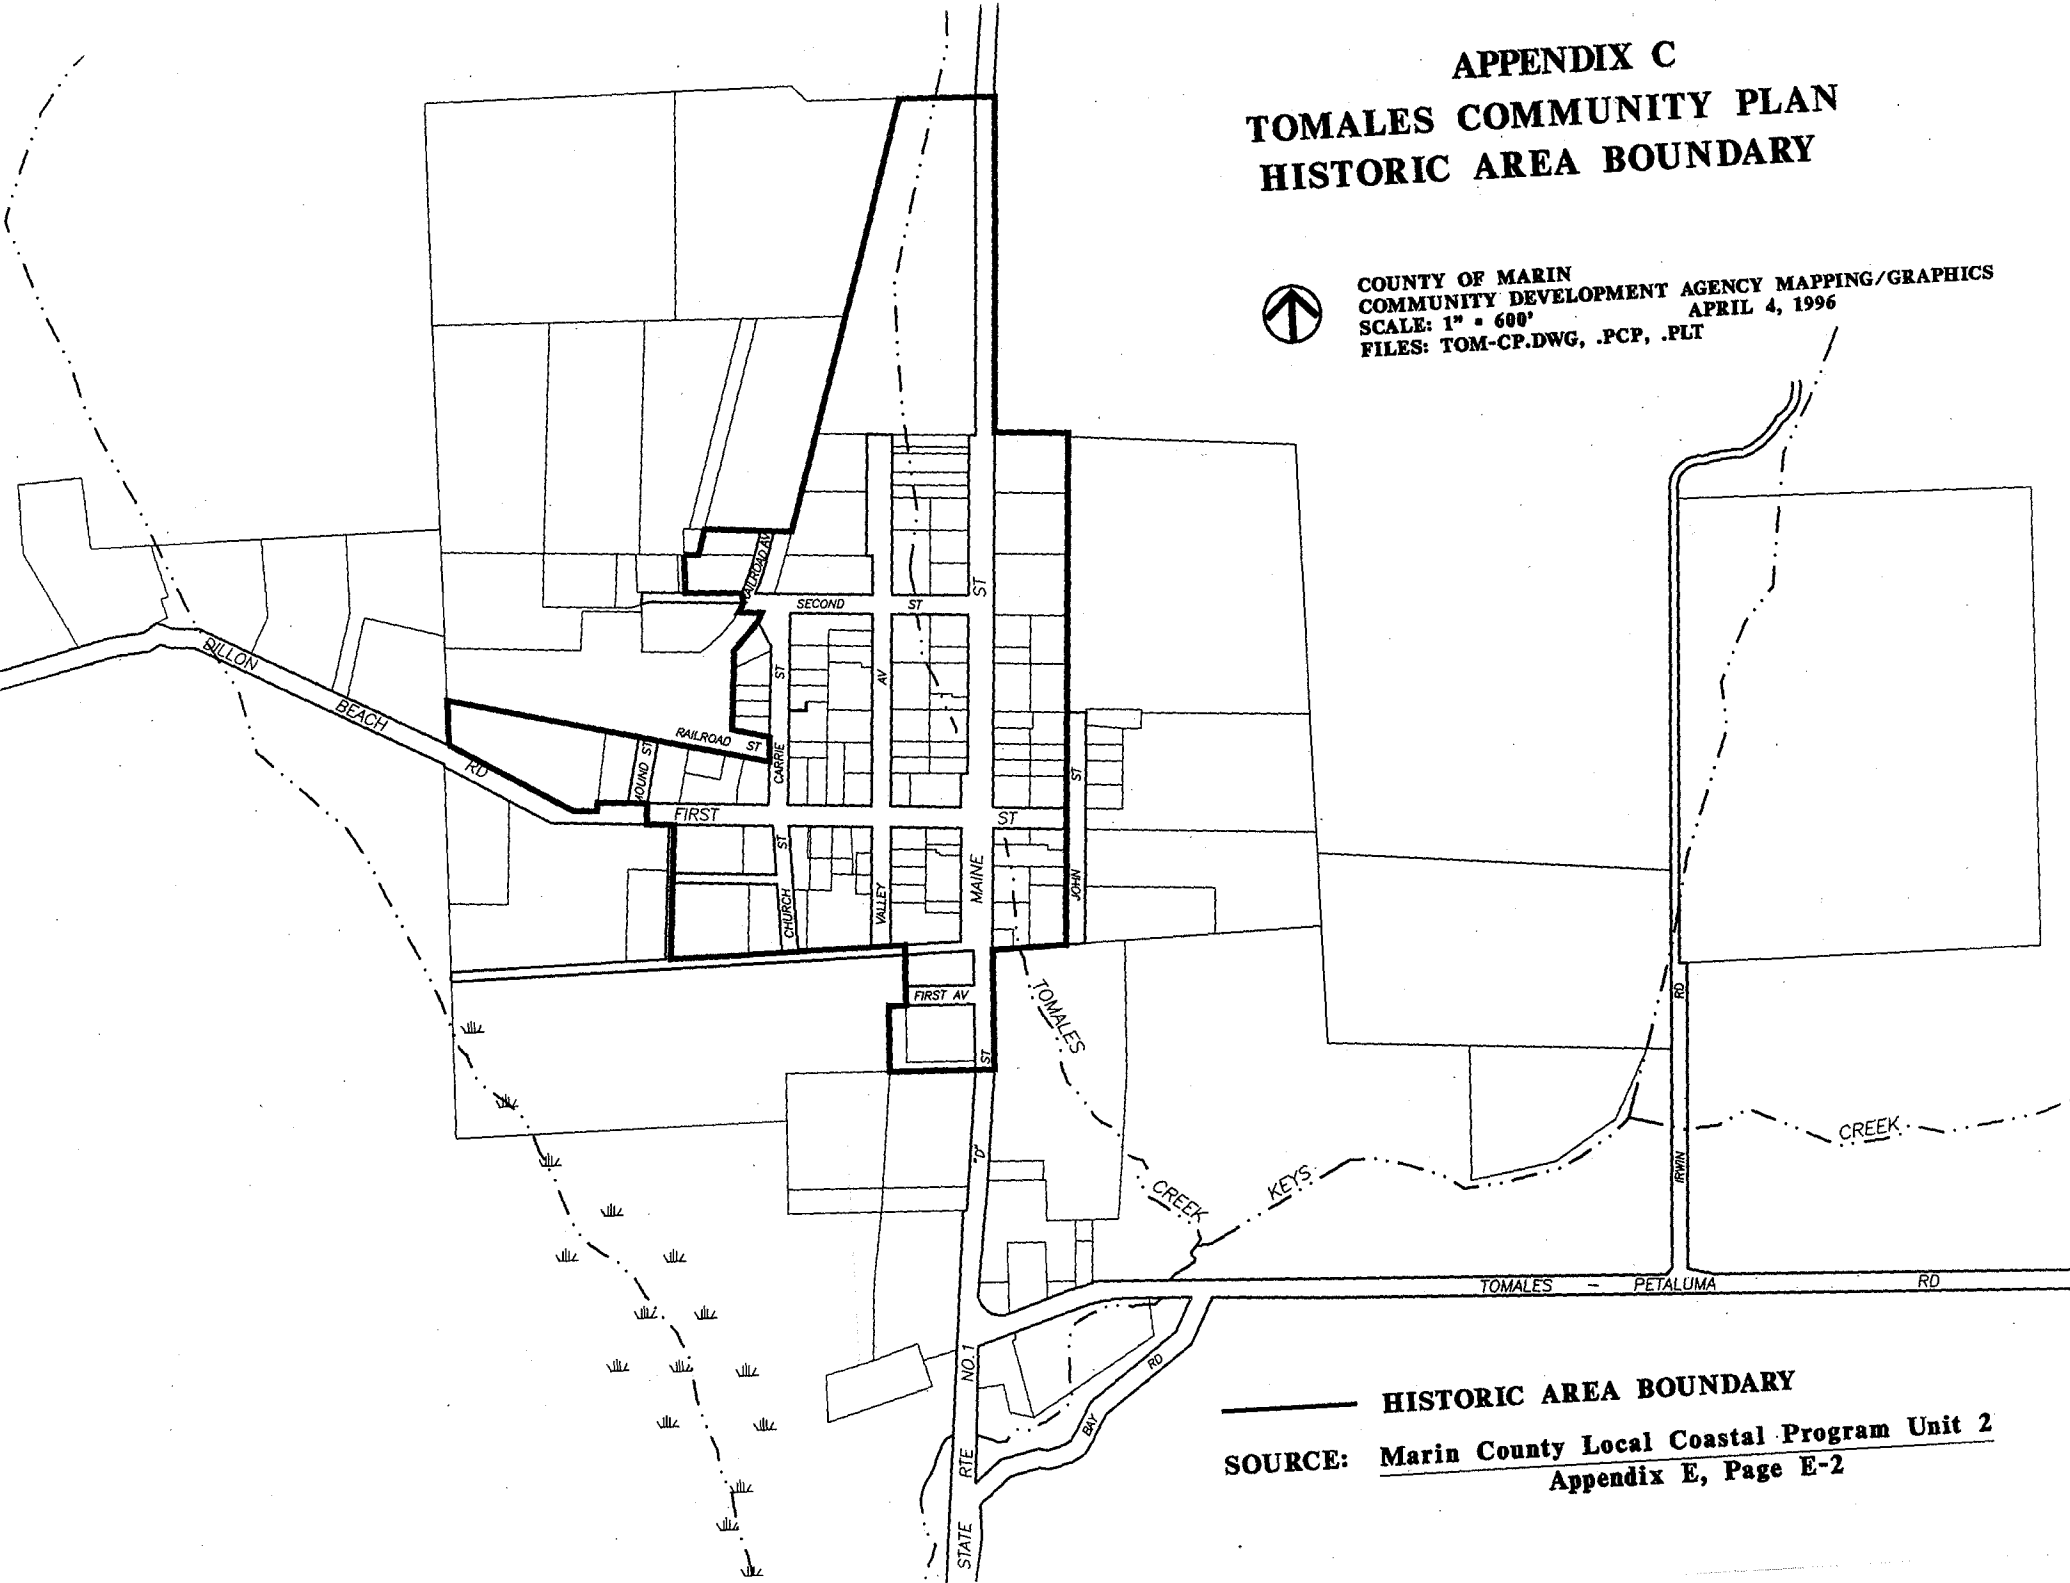 APPENDIX C
TOMALES COMMUNITY PLAN
HISTORIC AREA BOUNDARY
COUNTY OF MARIN
COMMUNITY DEVELOPMENT AGENCY MAPPING/GRAPHICS
SCALE: 1" = 600' APRIL 4, 1996
FILES: TOM-CP.DWG, .PCP, .PLT
RAILROAD AV
SECOND ST
ST
DILLON
BEACH
RD
RAILROAD ST
MOUND ST
CARRIE ST
AV
FIRST ST
ST
JOHN
CHURCH ST
VALLEY
MAINE
FIRST AV
ST
TOMALES
CREEK
KEYS
CREEK
RD
IRWIN
"D"
TOMALES - PETALUMA RD
STATE RTE NO.1
BAY RD
HISTORIC AREA BOUNDARY
SOURCE: Marin County Local Coastal Program Unit 2
Appendix E, Page E-2